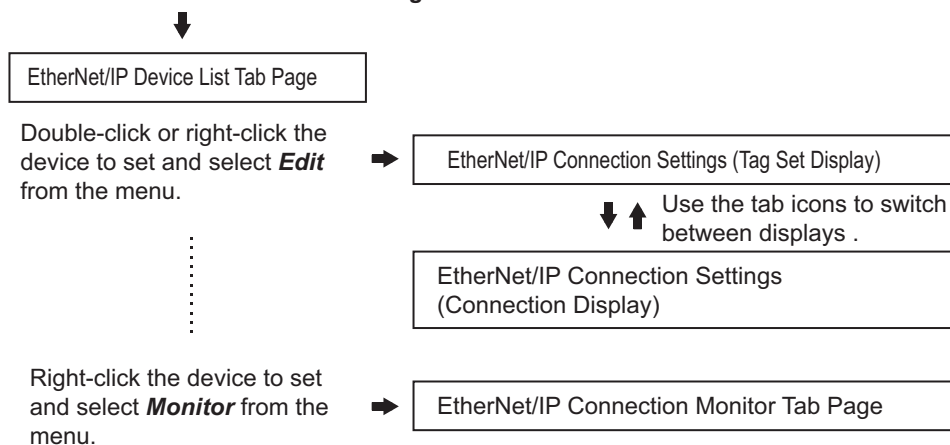 EtherNet/IP Device List Tab Page
Double-click or right-click the
device to set and select Edit
from the menu.
EtherNet/IP Connection Settings (Tag Set Display)
Use the tab icons to switch
between displays .
EtherNet/IP Connection Settings
(Connection Display)
Right-click the device to set
and select Monitor from the
menu.
EtherNet/IP Connection Monitor Tab Page